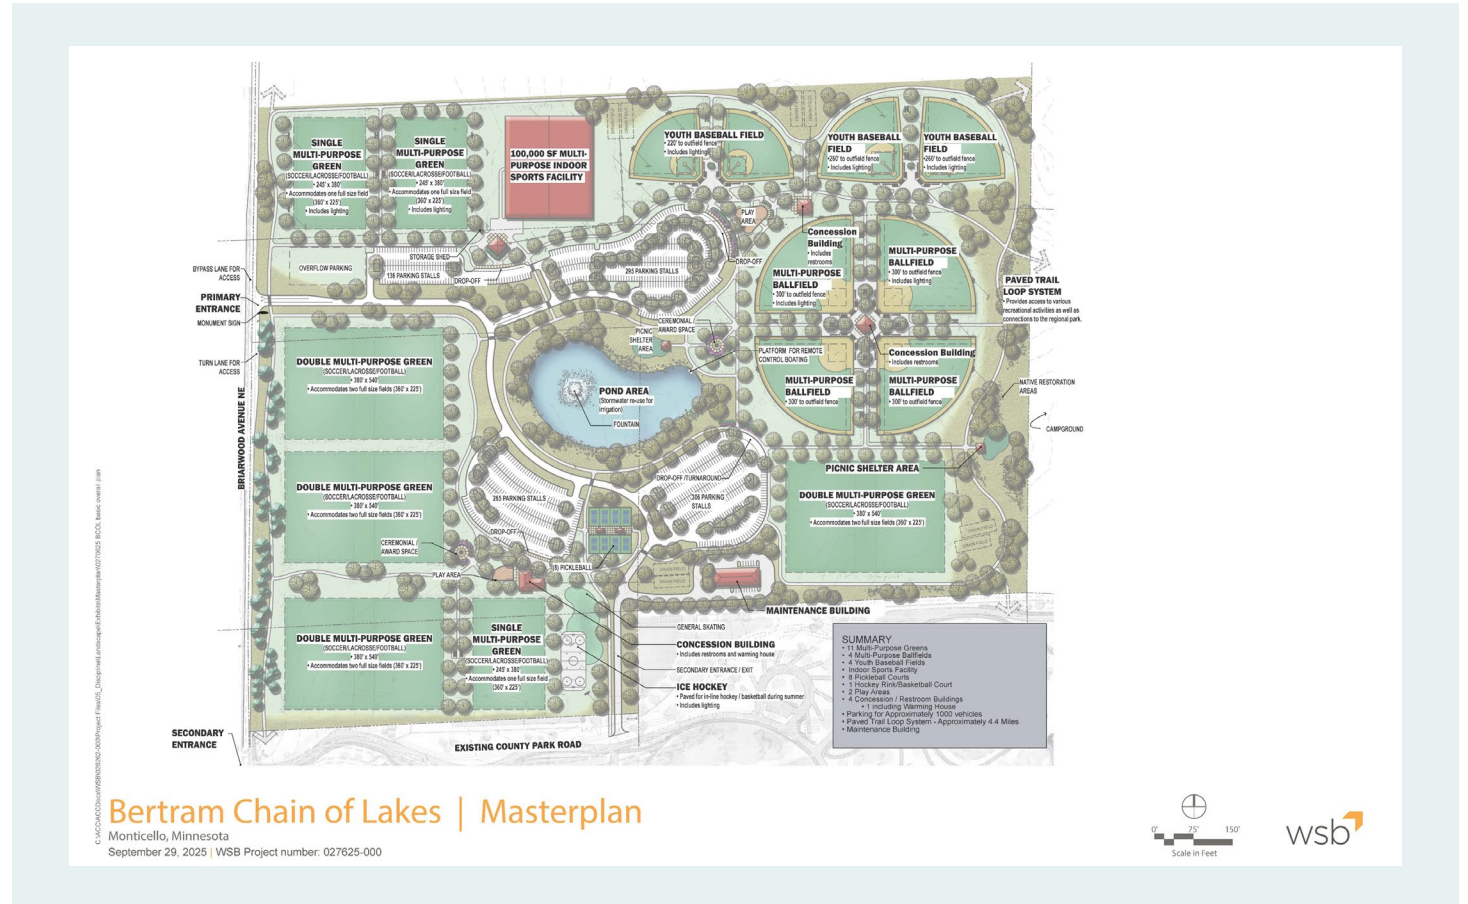 SINGLE
MULTI-PURPOSE
GREEN
(SOCCER/LACROSSE/FOOTBALL)
• 245' x 380'
• Accommodates one full size field
(360' x 225')
• Includes lighting
SINGLE
MULTI-PURPOSE
GREEN
(SOCCER/LACROSSE/FOOTBALL)
• 245' x 380'
• Accommodates one full size field
(360' x 225')
• Includes lighting
100,000 SF MULTI-
PURPOSE INDOOR
SPORTS FACILITY
YOUTH BASEBALL FIELD
• 220' to outfield fence
• Includes lighting
YOUTH BASEBALL
FIELD
•260' to outfield fence
• Includes lighting
YOUTH BASEBALL
FIELD
•260' to outfield fence
• Includes lighting
PLAY
AREA
Concession
Building
• Includes
restrooms
STORAGE SHED
OVERFLOW PARKING
136 PARKING STALLS
DROP-OFF
295 PARKING STALLS
DROP-OFF
MULTI-PURPOSE
BALLFIELD
• 300' to outfield fence
• Includes lighting
MULTI-PURPOSE
BALLFIELD
• 300' to outfield fence
• Includes lighting
BYPASS LANE FOR
ACCESS
PRIMARY
ENTRANCE
MONUMENT SIGN
TURN LANE FOR
ACCESS
PAVED TRAIL
LOOP SYSTEM
• Provides access to various
recreational activities as well as
connections to the regional park.
CEREMONIAL /
AWARD SPACE
PICNIC
SHELTER
AREA
PLATFORM FOR REMOTE
CONTROL BOATING
Concession Building
• Includes restrooms
DOUBLE MULTI-PURPOSE GREEN
(SOCCER/LACROSSE/FOOTBALL)
• 380' x 540'
• Accommodates two full size fields (360' x 225')
POND AREA
(Stormwater re-use for
irrigation)
FOUNTAIN
MULTI-PURPOSE
BALLFIELD
• 300' to outfield fence
MULTI-PURPOSE
BALLFIELD
• 300' to outfield fence
NATIVE RESTORATION
AREAS
CAMPGROUND
BRIARWOOD AVENUE NE
PICNIC SHELTER AREA
DROP-OFF /TURNAROUND
306 PARKING
STALLS
265 PARKING STALLS
DOUBLE MULTI-PURPOSE GREEN
(SOCCER/LACROSSE/FOOTBALL)
• 380' x 540'
• Accommodates two full size fields (360' x 225')
DOUBLE MULTI-PURPOSE GREEN
(SOCCER/LACROSSE/FOOTBALL)
• 380' x 540'
• Accommodates two full size fields (360' x 225')
DRAIN FIELD
DRAIN FIELD
DROP-OFF
CEREMONIAL /
AWARD SPACE
PLAY AREA
(8) PICKLEBALL
DRAIN FIELD
DRAIN FIELD
MAINTENANCE BUILDING
GENERAL SKATING
CONCESSION BUILDING
• Includes restrooms and warming house
SECONDARY ENTRANCE / EXIT
ICE HOCKEY
• Paved for in-line hockey / basketball during summer
• Includes lighting
DOUBLE MULTI-PURPOSE GREEN
(SOCCER/LACROSSE/FOOTBALL)
• 380' x 540'
• Accommodates two full size fields (360' x 225')
SINGLE
MULTI-PURPOSE
GREEN
(SOCCER/LACROSSE/FOOTBALL)
• 245' x 380'
• Accommodates one full size field
(360' x 225')
SUMMARY
• 11 Multi-Purpose Greens
• 4 Multi-Purpose Ballfields
• 4 Youth Baseball Fields
• Indoor Sports Facility
• 8 Pickleball Courts
• 1 Hockey Rink/Basketball Court
• 2 Play Areas
• 4 Concession / Restroom Buildings
• 1 including Warming House
• Parking for Approximately 1000 vehicles
• Paved Trail Loop System - Approximately 4.4 Miles
• Maintenance Building
SECONDARY
ENTRANCE
EXISTING COUNTY PARK ROAD
Bertram Chain of Lakes | Masterplan
Monticello, Minnesota
September 29, 2025 | WSB Project number: 027625-000
0' 75' 150'
Scale in Feet
wsb